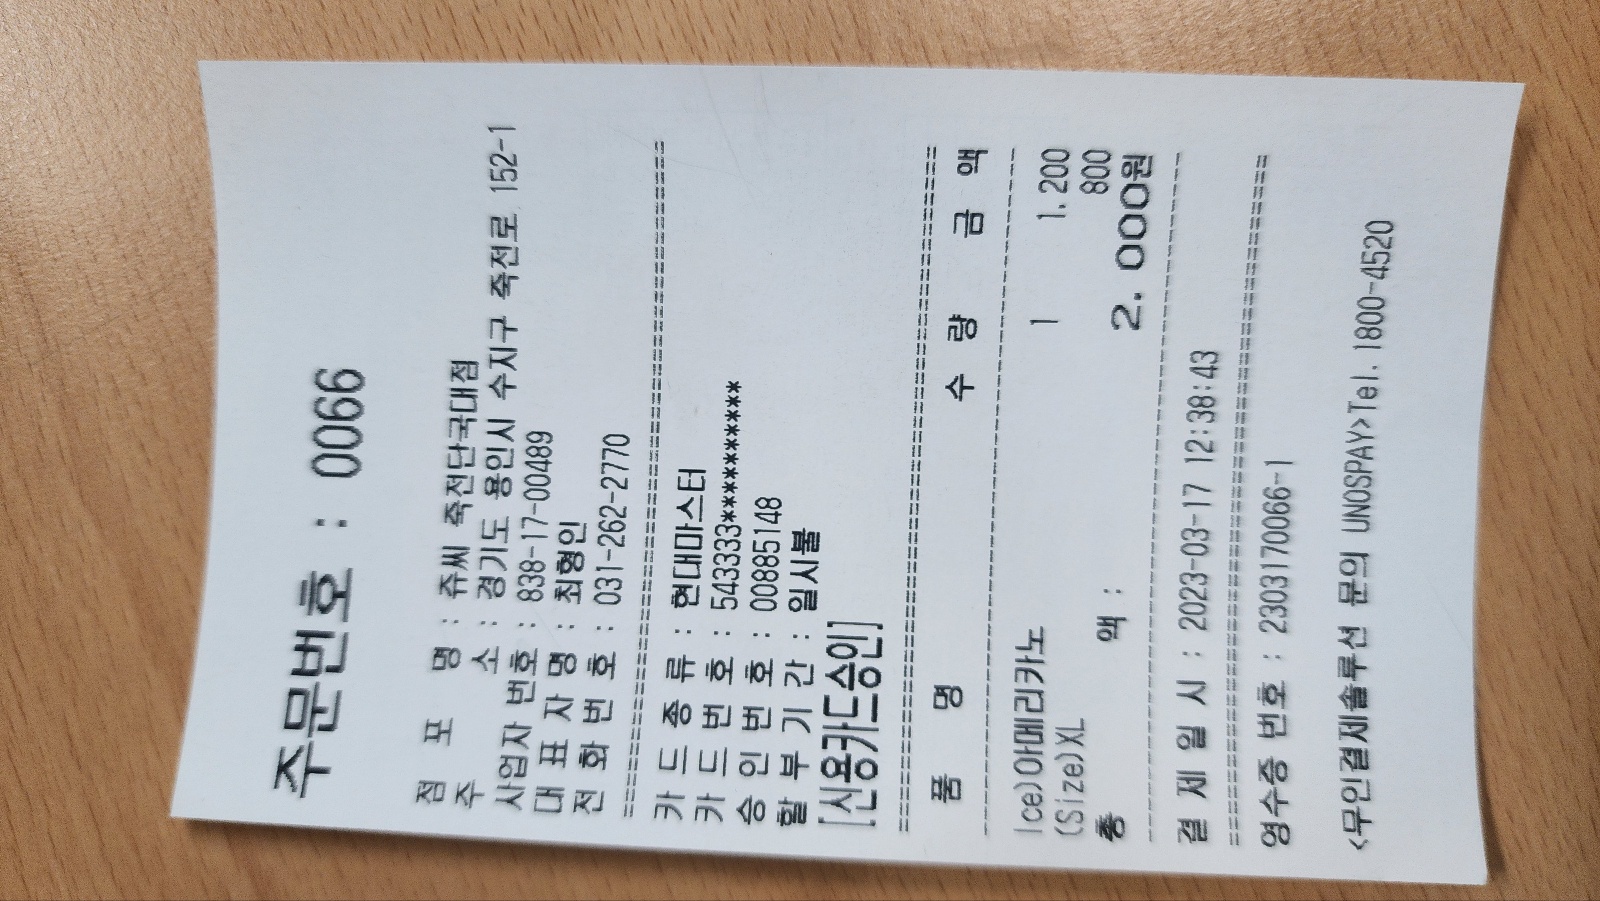 주문번호 : 0066
점 포 명 : 쥬씨 죽전단국대점
주 소 : 경기도 용인시 수지구 죽전로 152-1
사업자 번호 : 838-17-00489
대 표 자 명 : 최형인
전 화 번 호 : 031-262-2770
==========================================
카 드 종 류 : 현대마스터
카 드 번 호 : 543333**********
승 인 번 호 : 00885148
할 부 기 간 : 일시불
[신용카드승인]
==========================================
품 명 수 량 금 액
------------------------------------------
Ice)아메리카노 1 1,200
(Size)XL 800
총 액 : 2,000원
------------------------------------------
결 제 일 시 : 2023-03-17 12:38:43
==========================================
영수증 번호 : 2303170066-1
<무인결제솔루션 문의 UNOSPAY>Tel.1800-4520